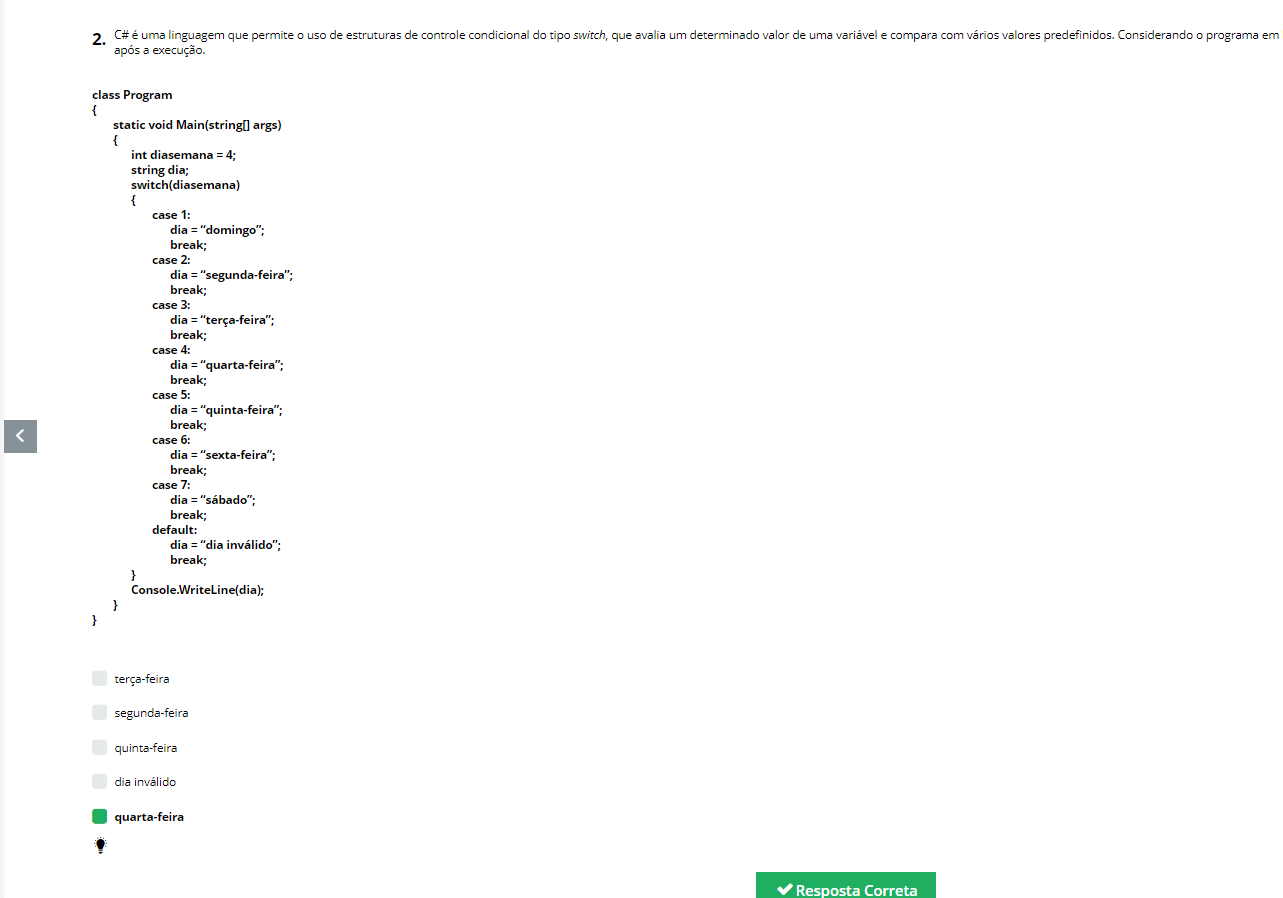 2. C# é uma linguagem que permite o uso de estruturas de controle condicional do tipo switch, que avalia um determinado valor de uma variável e compara com vários valores predefinidos. Considerando o programa em
após a execução.
class Program
{
static void Main(string[] args)
{
int diasemana = 4;
string dia;
switch(diasemana)
{
case 1:
dia = “domingo”;
break;
case 2:
dia = “segunda-feira”;
break;
case 3:
dia = “terça-feira”;
break;
case 4:
dia = “quarta-feira”;
break;
case 5:
dia = “quinta-feira”;
break;
case 6:
dia = “sexta-feira”;
break;
case 7:
dia = “sábado”;
break;
default:
dia = “dia inválido”;
break;
}
Console.WriteLine(dia);
}
}
terça-feira
segunda-feira
quinta-feira
dia inválido
quarta-feira
Resposta Correta